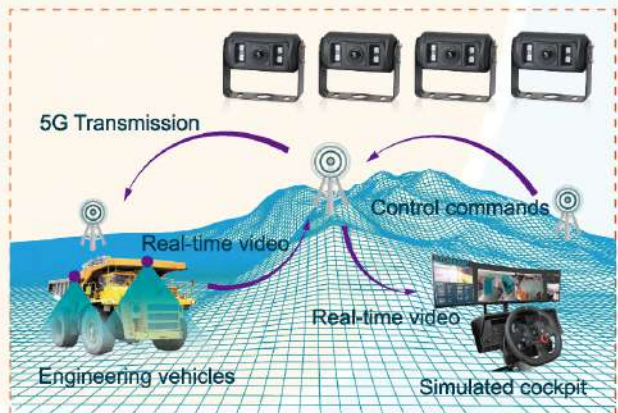 5G Transmission
Control commands
Real-time video
Real-time video
Engineering vehicles
Simulated cockpit